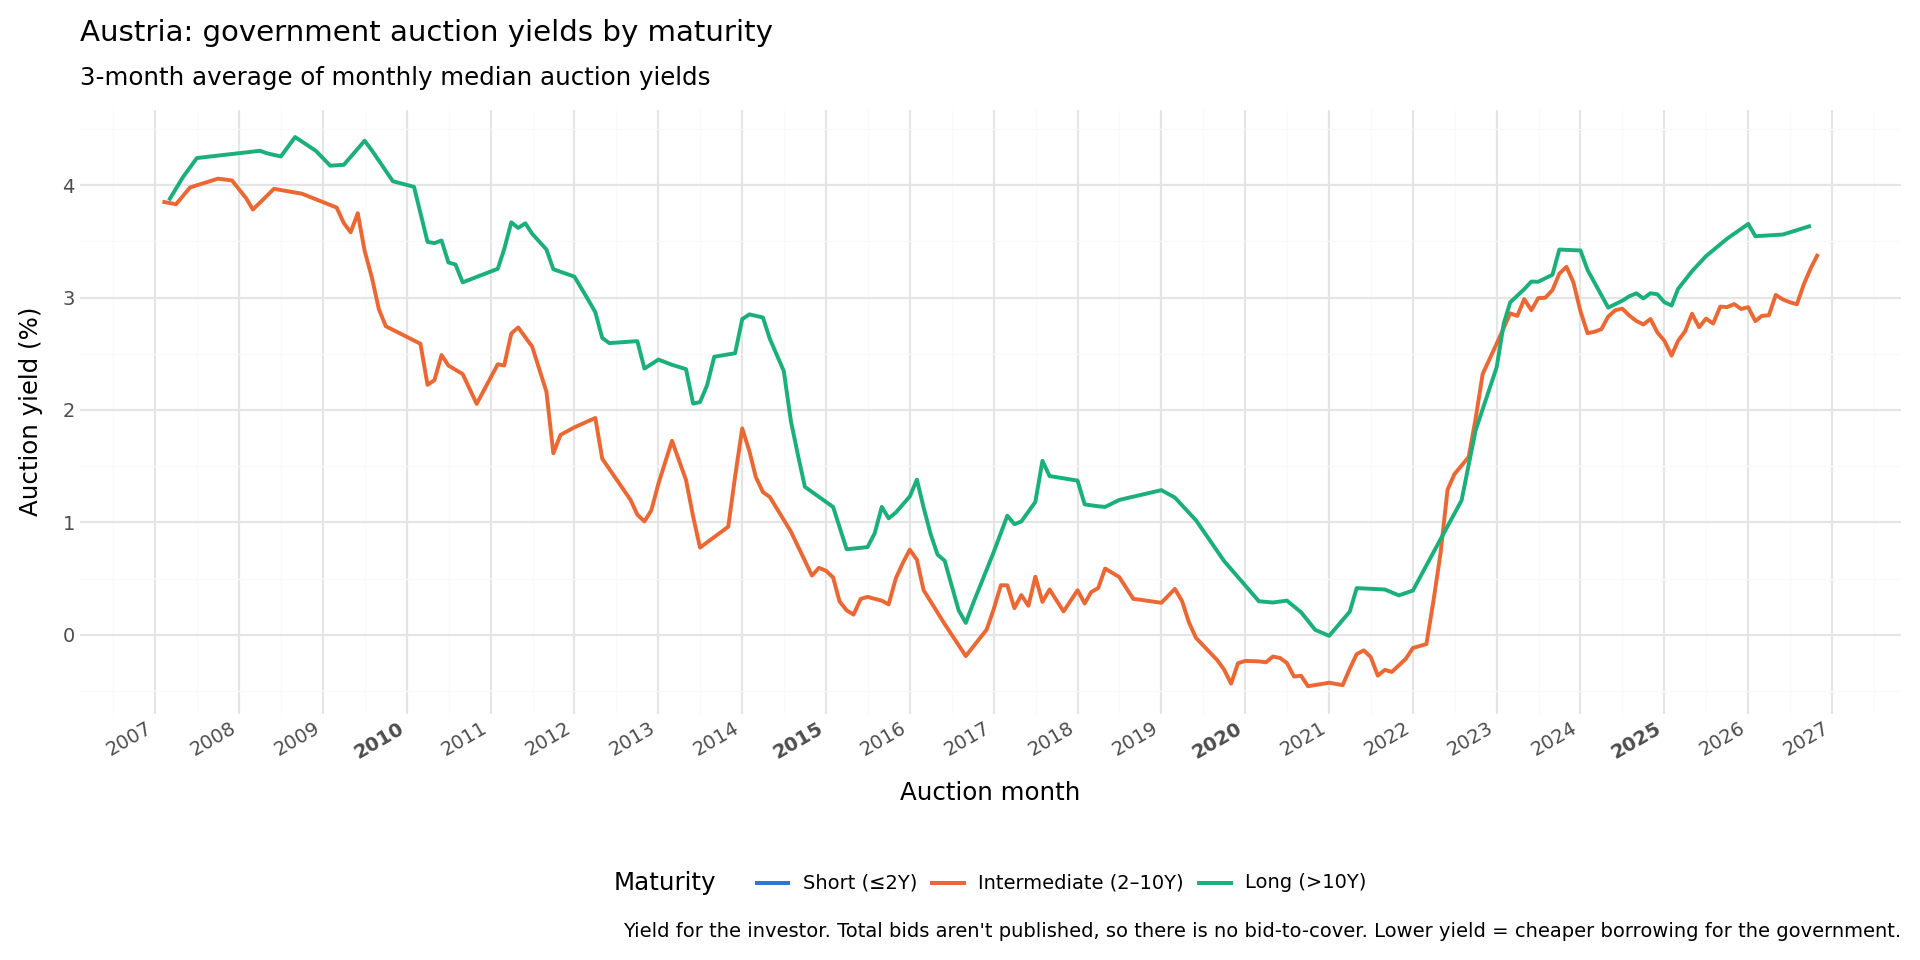 Austria: government auction yields by maturity
3-month average of monthly median auction yields
Auction yield (%)
4
3
2
1
0
2007
2008
2009
2010
2011
2012
2013
2014
2015
2016
2017
2018
2019
2020
2021
2022
2023
2024
2025
2026
2027
Auction month
Maturity
Short (≤2Y)
Intermediate (2–10Y)
Long (>10Y)
Yield for the investor. Total bids aren't published, so there is no bid-to-cover. Lower yield = cheaper borrowing for the government.